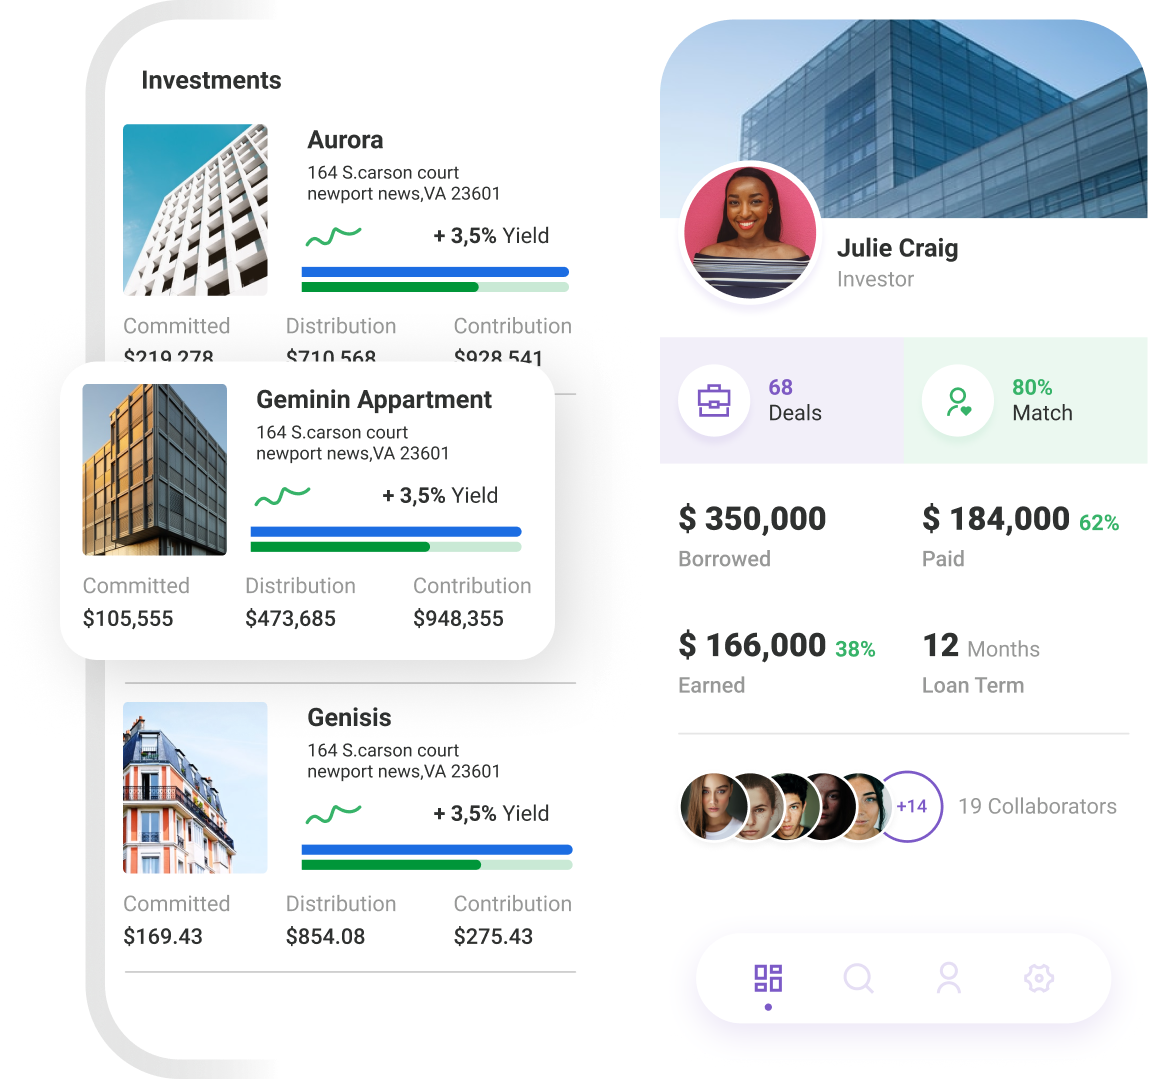 Investments
Aurora
164 S.carson court
newport news,VA 23601
+ 3,5% Yield
Committed Distribution Contribution
$219,278 $710,568 $928,541
Geminin Appartment
164 S.carson court
newport news,VA 23601
+ 3,5% Yield
Committed Distribution Contribution
$105,555 $473,685 $948,355
Genisis
164 S.carson court
newport news,VA 23601
+ 3,5% Yield
Committed Distribution Contribution
$169.43 $854.08 $275.43
Julie Craig
Investor
68
Deals
80%
Match
$ 350,000
Borrowed
$ 184,000 62%
Paid
$ 166,000 38%
Earned
12 Months
Loan Term
+14
19 Collaborators